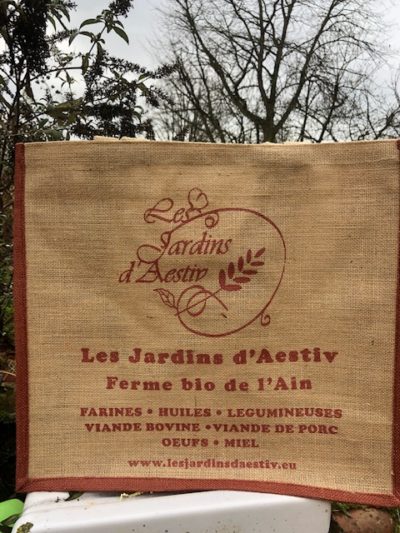 Les
Jardins
d'Aestiv
Les Jardins d'Aestiv
Ferme bio de l'Ain
FARINES • HUILES • LEGUMINEUSES
VIANDE BOVINE • VIANDE DE PORC
OEUFS • MIEL
www.lesjardinsdaestiv.eu